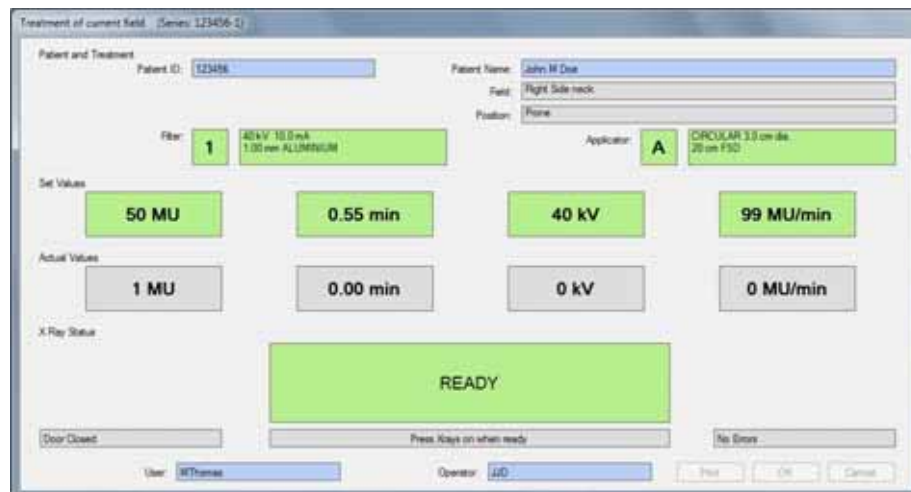 Treatment of current field (Series: 123456-1)
Patient and Treatment
Patient ID: 123456
Patient Name: John M Doe
Field: Right Side neck
Position: Prone
Filter: 1 40 kV 10.0 mA
1.00 mm ALUMINIUM
Applicator: A CIRCULAR 3.0 cm dia.
20 cm FSD
Set Values
50 MU 0.55 min 40 kV 99 MU/min
Actual Values
1 MU 0.00 min 0 kV 0 MU/min
X Ray Status
READY
Door Closed Press Xrays on when ready No Errors
User: WThomas Operator: JJD Print OK Cancel